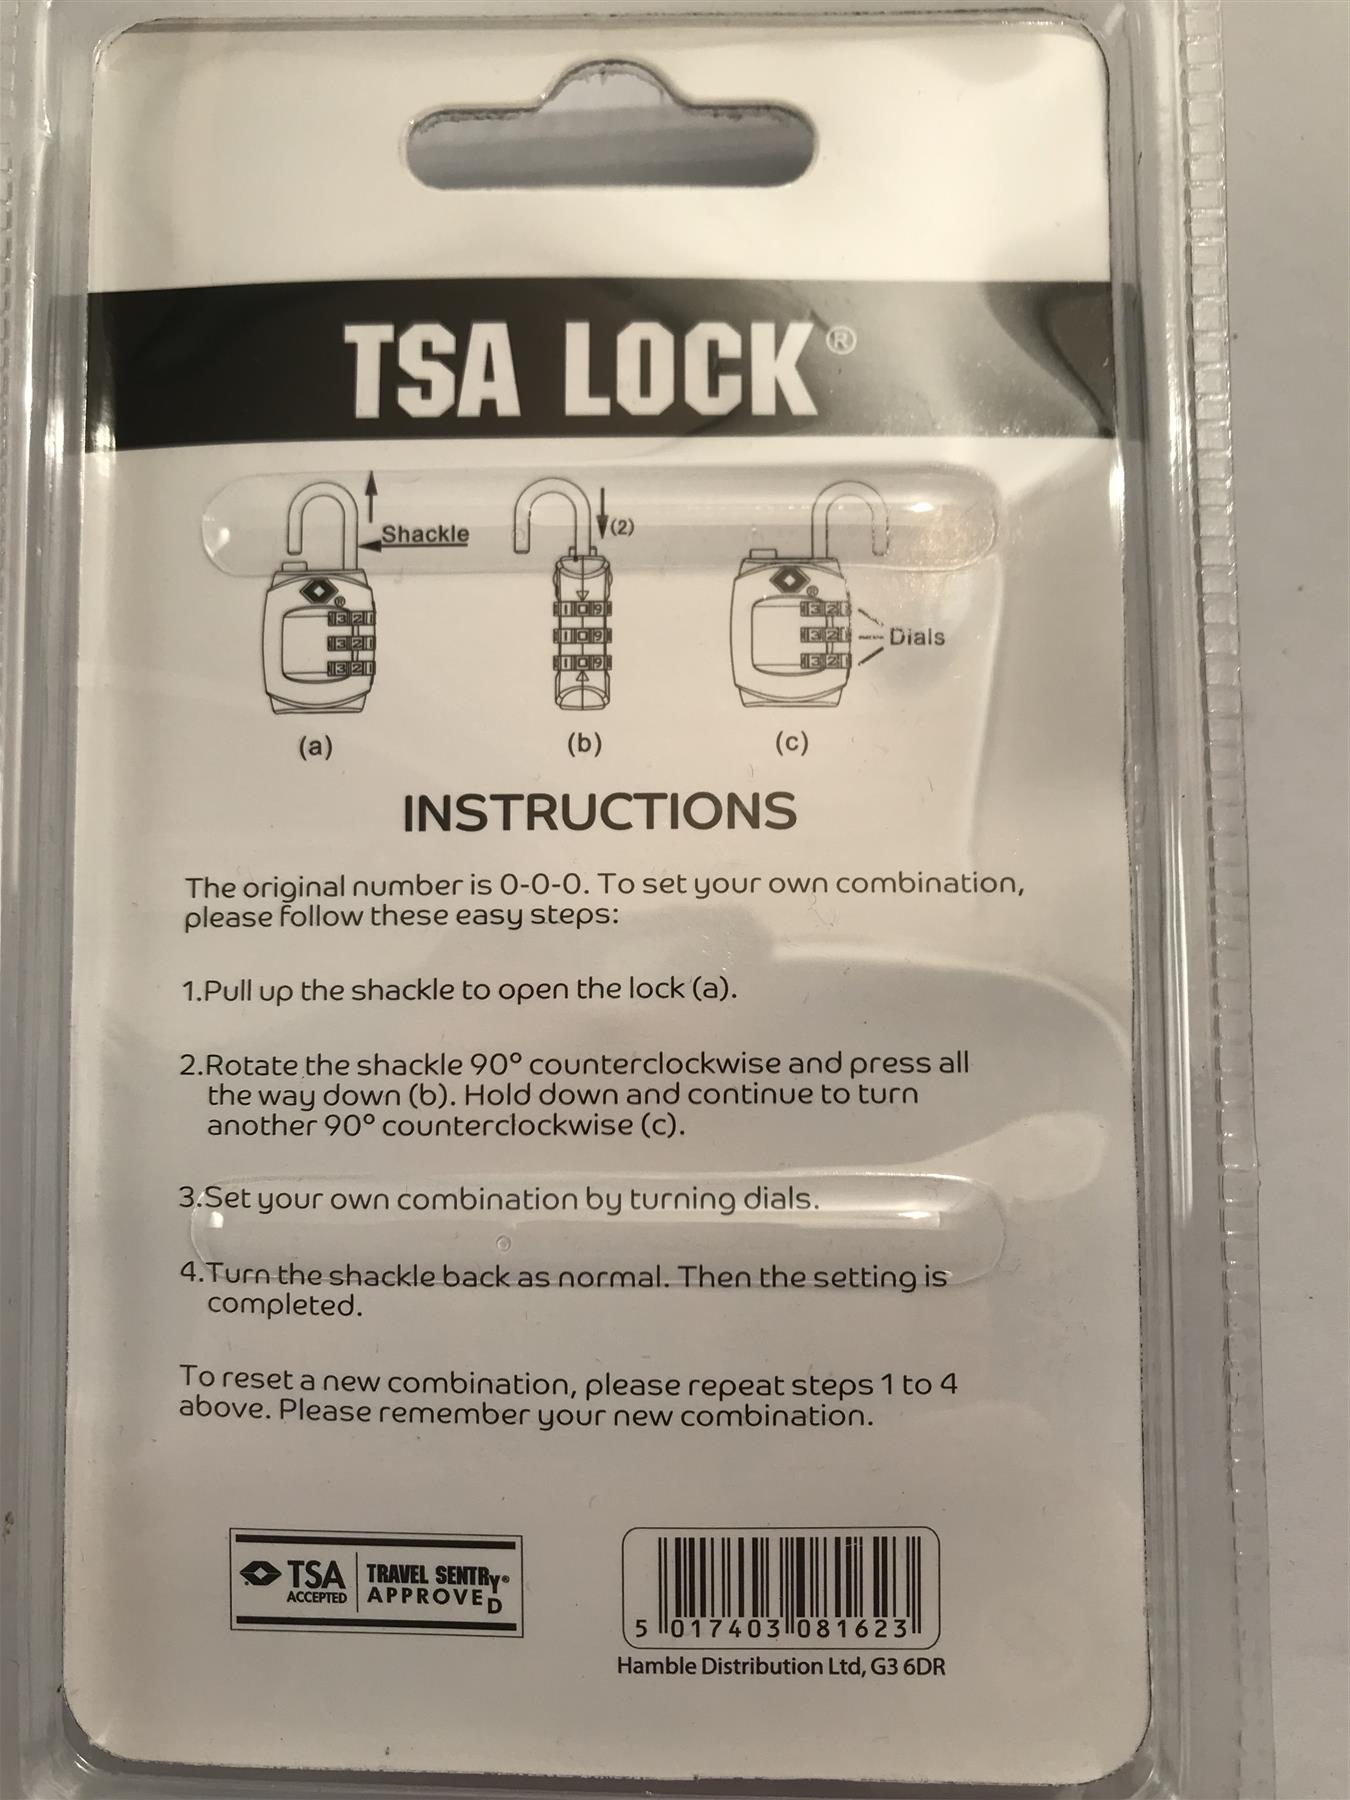 TSA LOCK®
Shackle
(2)
Dials
(a)
(b)
(c)
INSTRUCTIONS
The original number is 0-0-0. To set your own combination,
please follow these easy steps:
1.Pull up the shackle to open the lock (a).
2.Rotate the shackle 90° counterclockwise and press all
the way down (b). Hold down and continue to turn
another 90° counterclockwise (c).
3.Set your own combination by turning dials.
4.Turn the shackle back as normal. Then the setting is
completed.
To reset a new combination, please repeat steps 1 to 4
above. Please remember your new combination.
TSA
ACCEPTED
TRAVEL SENTRY®
APPROVED
5 017403 081623
Hamble Distribution Ltd, G3 6DR